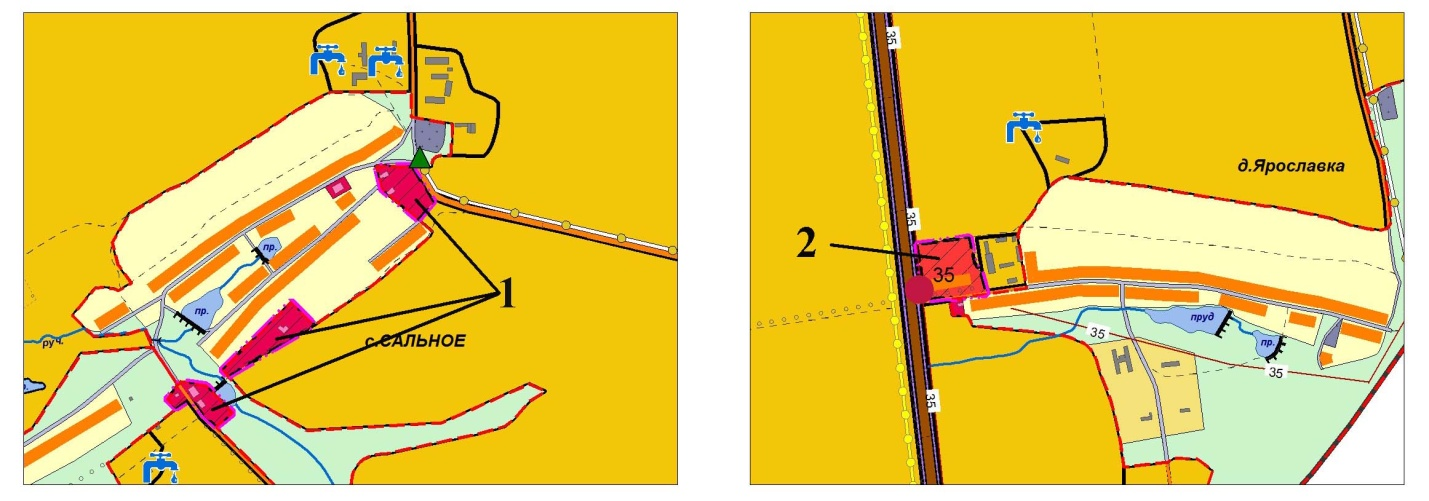 пр.
пр.
1
руч.
с.САЛЬНОЕ
35
д.Ярославка
35
2
35
пруд
35
пр.
35
35